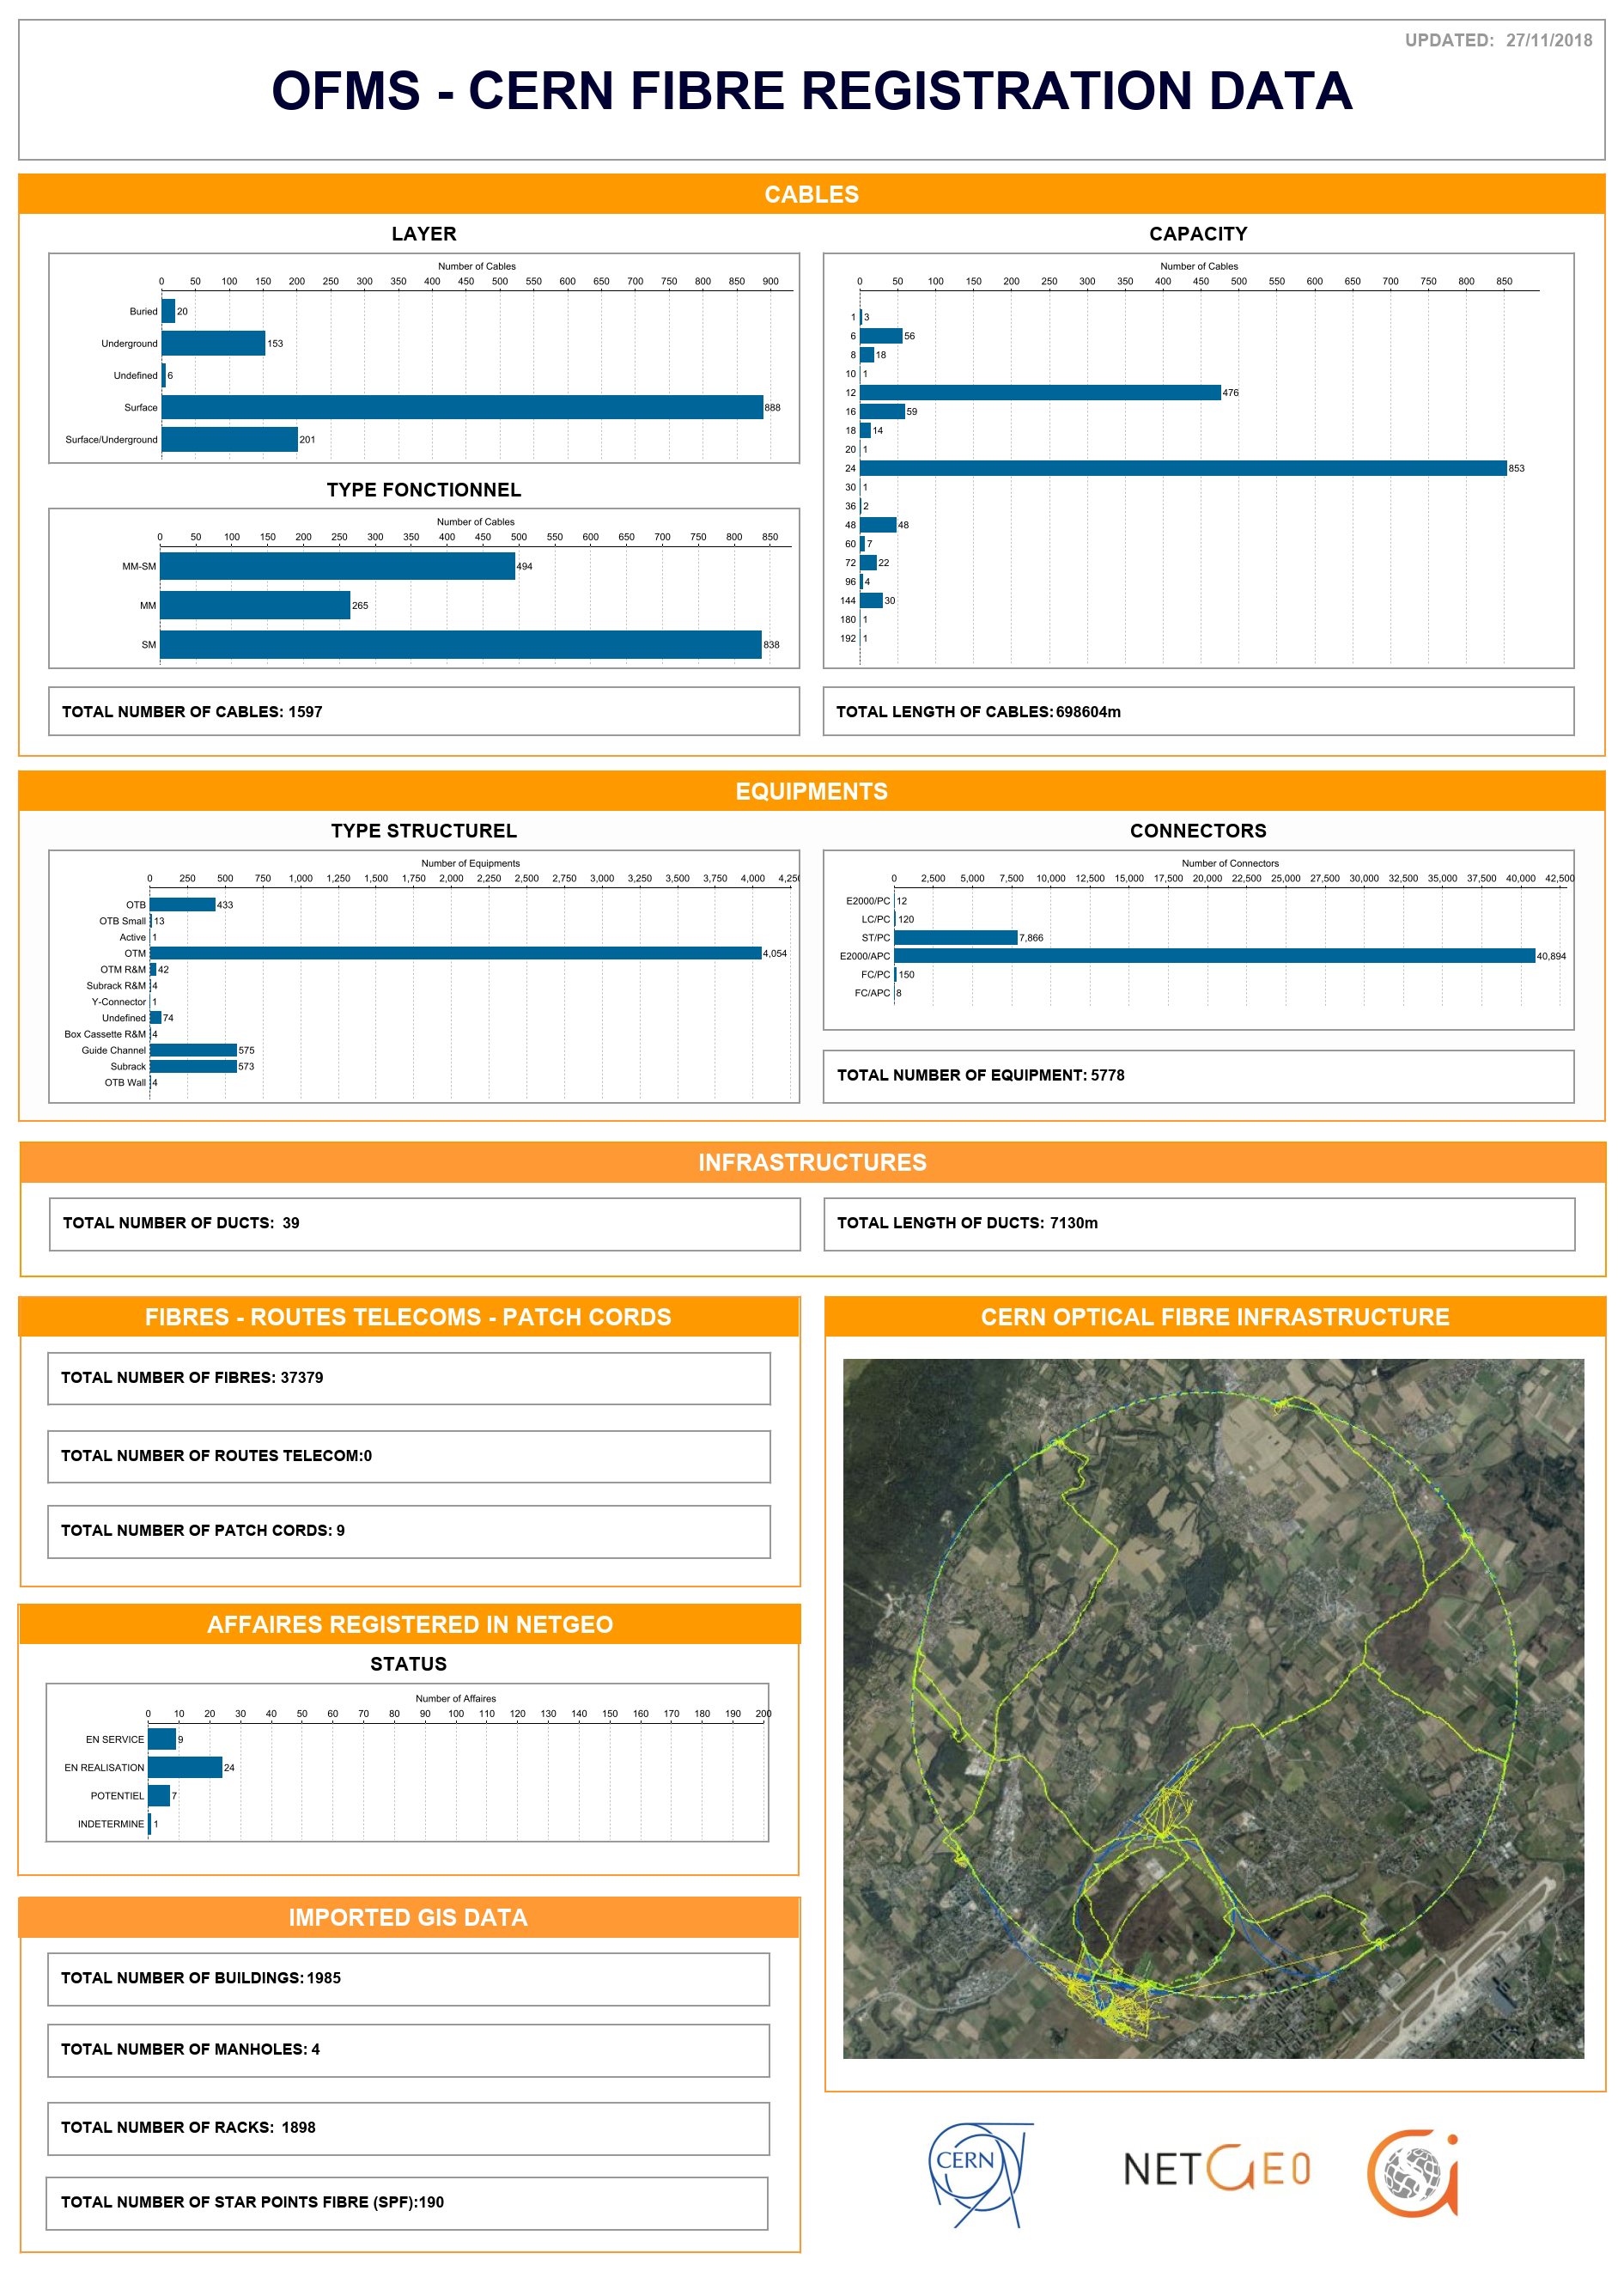 UPDATED: 27/11/2018
OFMS - CERN FIBRE REGISTRATION DATA
CABLES
LAYER
Number of Cables
0 50 100 150 200 250 300 350 400 450 500 550 600 650 700 750 800 850 900
Buried 20
Underground 153
Undefined 6
Surface 888
Surface/Underground 201
TYPE FONCTIONNEL
Number of Cables
0 50 100 150 200 250 300 350 400 450 500 550 600 650 700 750 800 850
MM-SM 494
MM 265
SM 838
CAPACITY
Number of Cables
0 50 100 150 200 250 300 350 400 450 500 550 600 650 700 750 800 850
1 3
6 56
8 18
10 1
12 476
16 59
18 14
20 1
24 853
30 1
36 2
48 48
60 7
72 22
96 4
144 30
180 1
192 1
TOTAL NUMBER OF CABLES: 1597
TOTAL LENGTH OF CABLES: 698604m
EQUIPMENTS
TYPE STRUCTUREL
Number of Equipments
0 250 500 750 1,000 1,250 1,500 1,750 2,000 2,250 2,500 2,750 3,000 3,250 3,500 3,750 4,000 4,250
OTB 433
OTB Small 13
Active 1
OTM 4,054
OTM R&M 42
Subrack R&M 4
Y-Connector 1
Undefined 74
Box Cassette R&M 4
Guide Channel 575
Subrack 573
OTB Wall 4
CONNECTORS
Number of Connectors
0 2,500 5,000 7,500 10,000 12,500 15,000 17,500 20,000 22,500 25,000 27,500 30,000 32,500 35,000 37,500 40,000 42,500
E2000/PC 12
LC/PC 120
ST/PC 7,866
E2000/APC 40,894
FC/PC 150
FC/APC 8
TOTAL NUMBER OF EQUIPMENT: 5778
INFRASTRUCTURES
TOTAL NUMBER OF DUCTS: 39
TOTAL LENGTH OF DUCTS: 7130m
FIBRES - ROUTES TELECOMS - PATCH CORDS
TOTAL NUMBER OF FIBRES: 37379
TOTAL NUMBER OF ROUTES TELECOM:0
TOTAL NUMBER OF PATCH CORDS: 9
AFFAIRES REGISTERED IN NETGEO
STATUS
Number of Affaires
0 10 20 30 40 50 60 70 80 90 100 110 120 130 140 150 160 170 180 190 200
EN SERVICE 9
EN REALISATION 24
POTENTIEL 7
INDETERMINE 1
IMPORTED GIS DATA
TOTAL NUMBER OF BUILDINGS: 1985
TOTAL NUMBER OF MANHOLES: 4
TOTAL NUMBER OF RACKS: 1898
TOTAL NUMBER OF STAR POINTS FIBRE (SPF):190
CERN OPTICAL FIBRE INFRASTRUCTURE
CERN
NETGEO